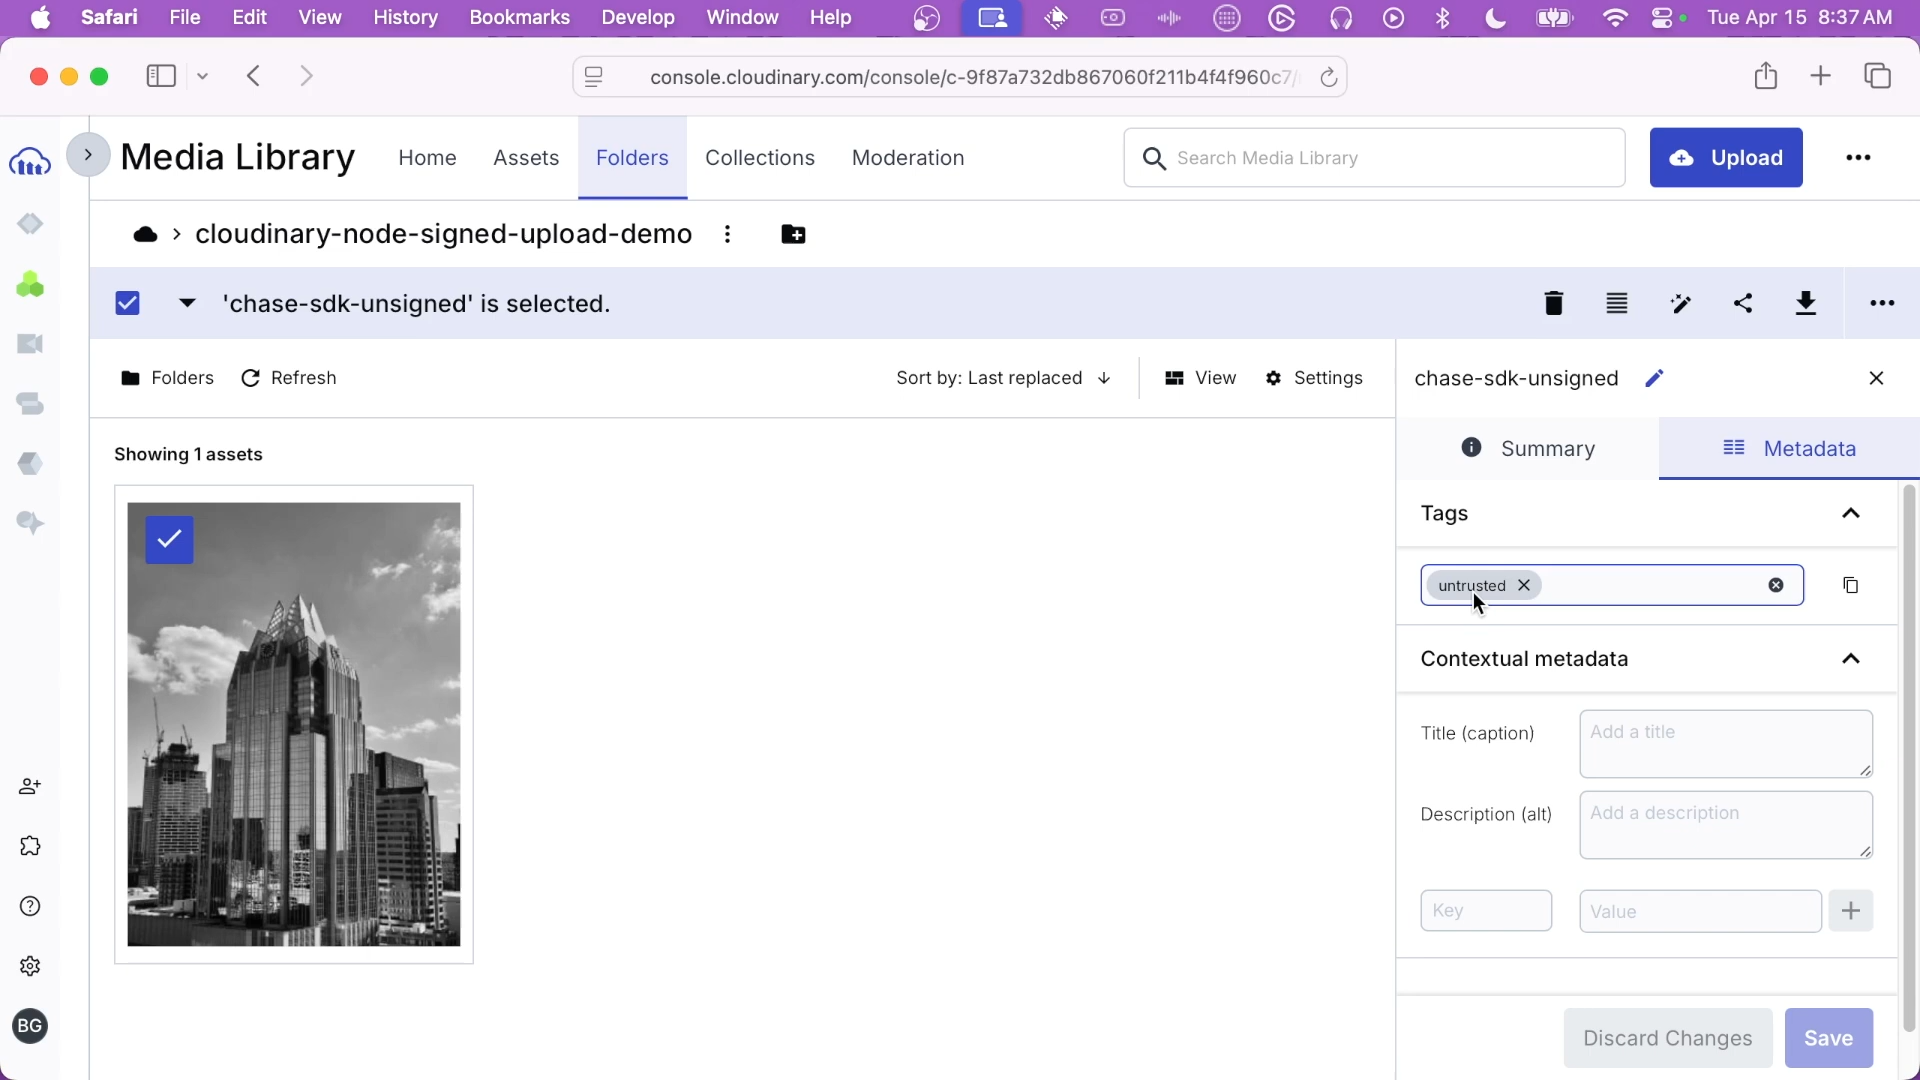 Safari File Edit View History Bookmarks Develop Window Help Tue Apr 15 8:37 AM
console.cloudinary.com/console/c-9f87a732db867060f211b4f4f960c7/
Media Library Home Assets Folders Collections Moderation Search Media Library Upload
> cloudinary-node-signed-upload-demo
'chase-sdk-unsigned' is selected.
Folders Refresh Sort by: Last replaced View Settings chase-sdk-unsigned
Summary Metadata
Showing 1 assets
Tags
untrusted
Contextual metadata
Title (caption) Add a title
Description (alt) Add a description
Key Value
BG
Discard Changes Save